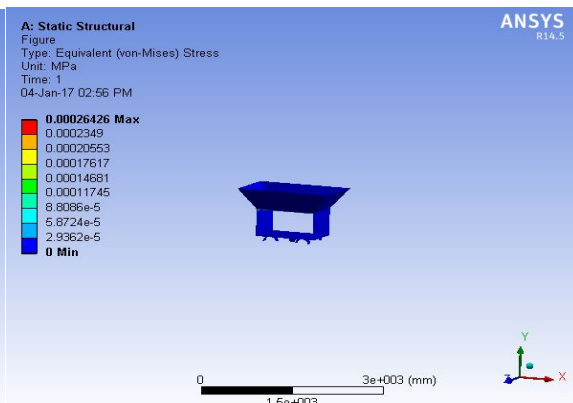 A: Static Structural
Figure
Type: Equivalent (von-Mises) Stress
Unit: MPa
Time: 1
04-Jan-17 02:56 PM
ANSYS
R14.5
0.00026426 Max
0.0002349
0.00020553
0.00017617
0.00014681
0.00011745
8.8086e-5
5.8724e-5
2.9362e-5
0 Min
Y
X
Z
0 3e+003 (mm)
1.5e+003